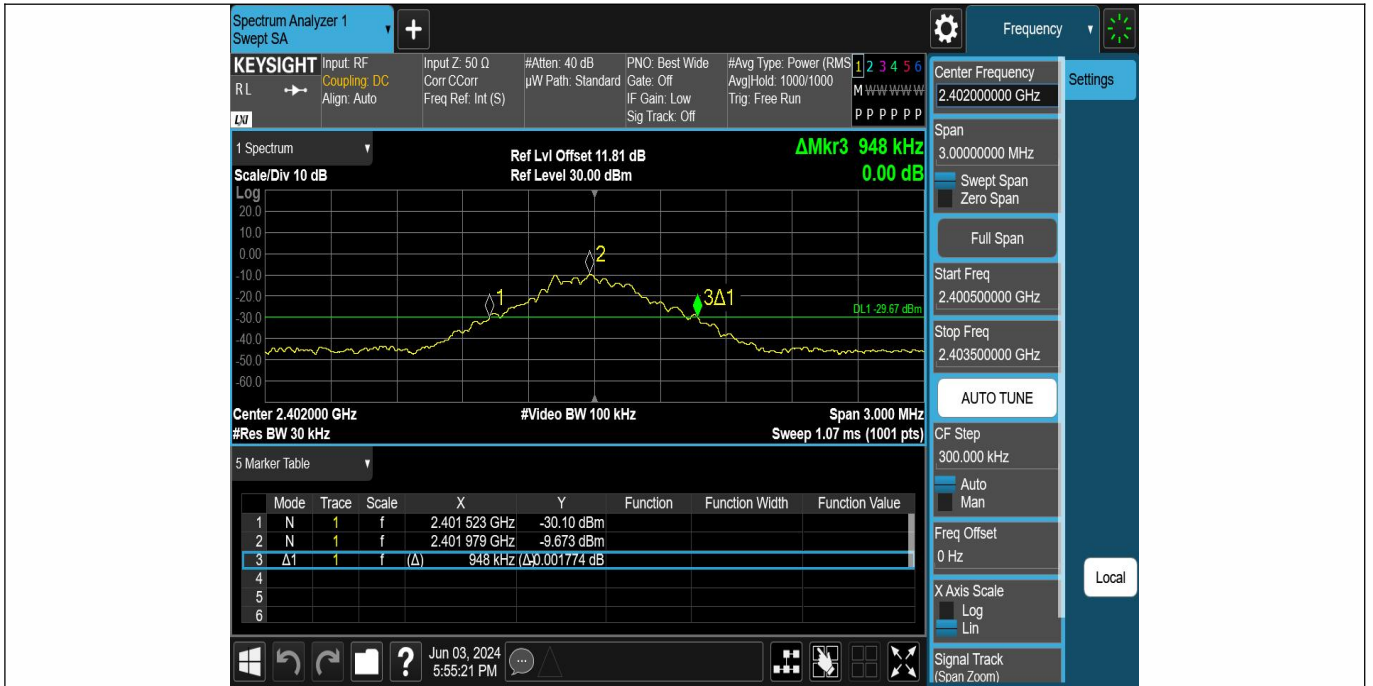 Spectrum Analyzer 1
Swept SA
+
Frequency
KEYSIGHT
RL
LXI
Input: RF
Coupling: DC
Align: Auto
Input Z: 50 Ω
Corr CCorr
Freq Ref: Int (S)
#Atten: 40 dB
µW Path: Standard
PNO: Best Wide
Gate: Off
IF Gain: Low
Sig Track: Off
#Avg Type: Power (RMS
Avg|Hold: 1000/1000
Trig: Free Run
1 2 3 4 5 6
M W W W W W
P P P P P P
1 Spectrum
Scale/Div 10 dB
Ref Lvl Offset 11.81 dB
Ref Level 30.00 dBm
ΔMkr3 948 kHz
0.00 dB
Log
20.0
10.0
0.00
-10.0
-20.0
-30.0
-40.0
-50.0
-60.0
1
2
3Δ1
DL1 -29.67 dBm
Center 2.402000 GHz
#Video BW 100 kHz
Span 3.000 MHz
#Res BW 30 kHz
Sweep 1.07 ms (1001 pts)
5 Marker Table
Mode Trace Scale X Y Function Function Width Function Value
1 N 1 f 2.401 523 GHz -30.10 dBm
2 N 1 f 2.401 979 GHz -9.673 dBm
3 Δ1 1 f (Δ) 948 kHz (Δ) 0.001774 dB
4
5
6
?
Jun 03, 2024
5:55:21 PM
Center Frequency
2.402000000 GHz
Settings
Span
3.00000000 MHz
Swept Span
Zero Span
Full Span
Start Freq
2.400500000 GHz
Stop Freq
2.403500000 GHz
AUTO TUNE
CF Step
300.000 kHz
Auto
Man
Freq Offset
0 Hz
X Axis Scale
Log
Lin
Local
Signal Track
(Span Zoom)